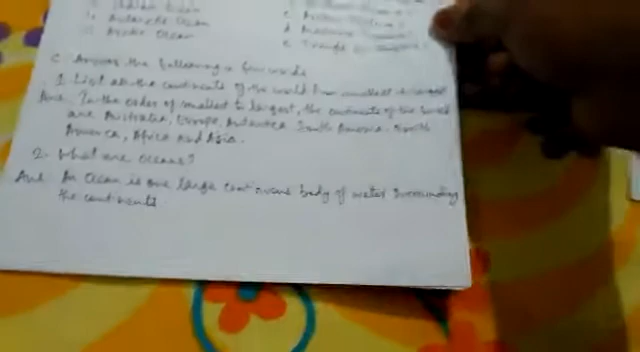 Indian Ocean
Antarctic Ocean
Arctic Ocean
C. Answer the following in few words
1. List all the continents of the world from smallest to largest
Ans. In the order of smallest to largest, the continents of the world
are Australia, Europe, Antarctica South America, North
America, Africa and Asia.
2. What are oceans?
Ans. An Ocean is one large continuous body of water surrounding
the continents.